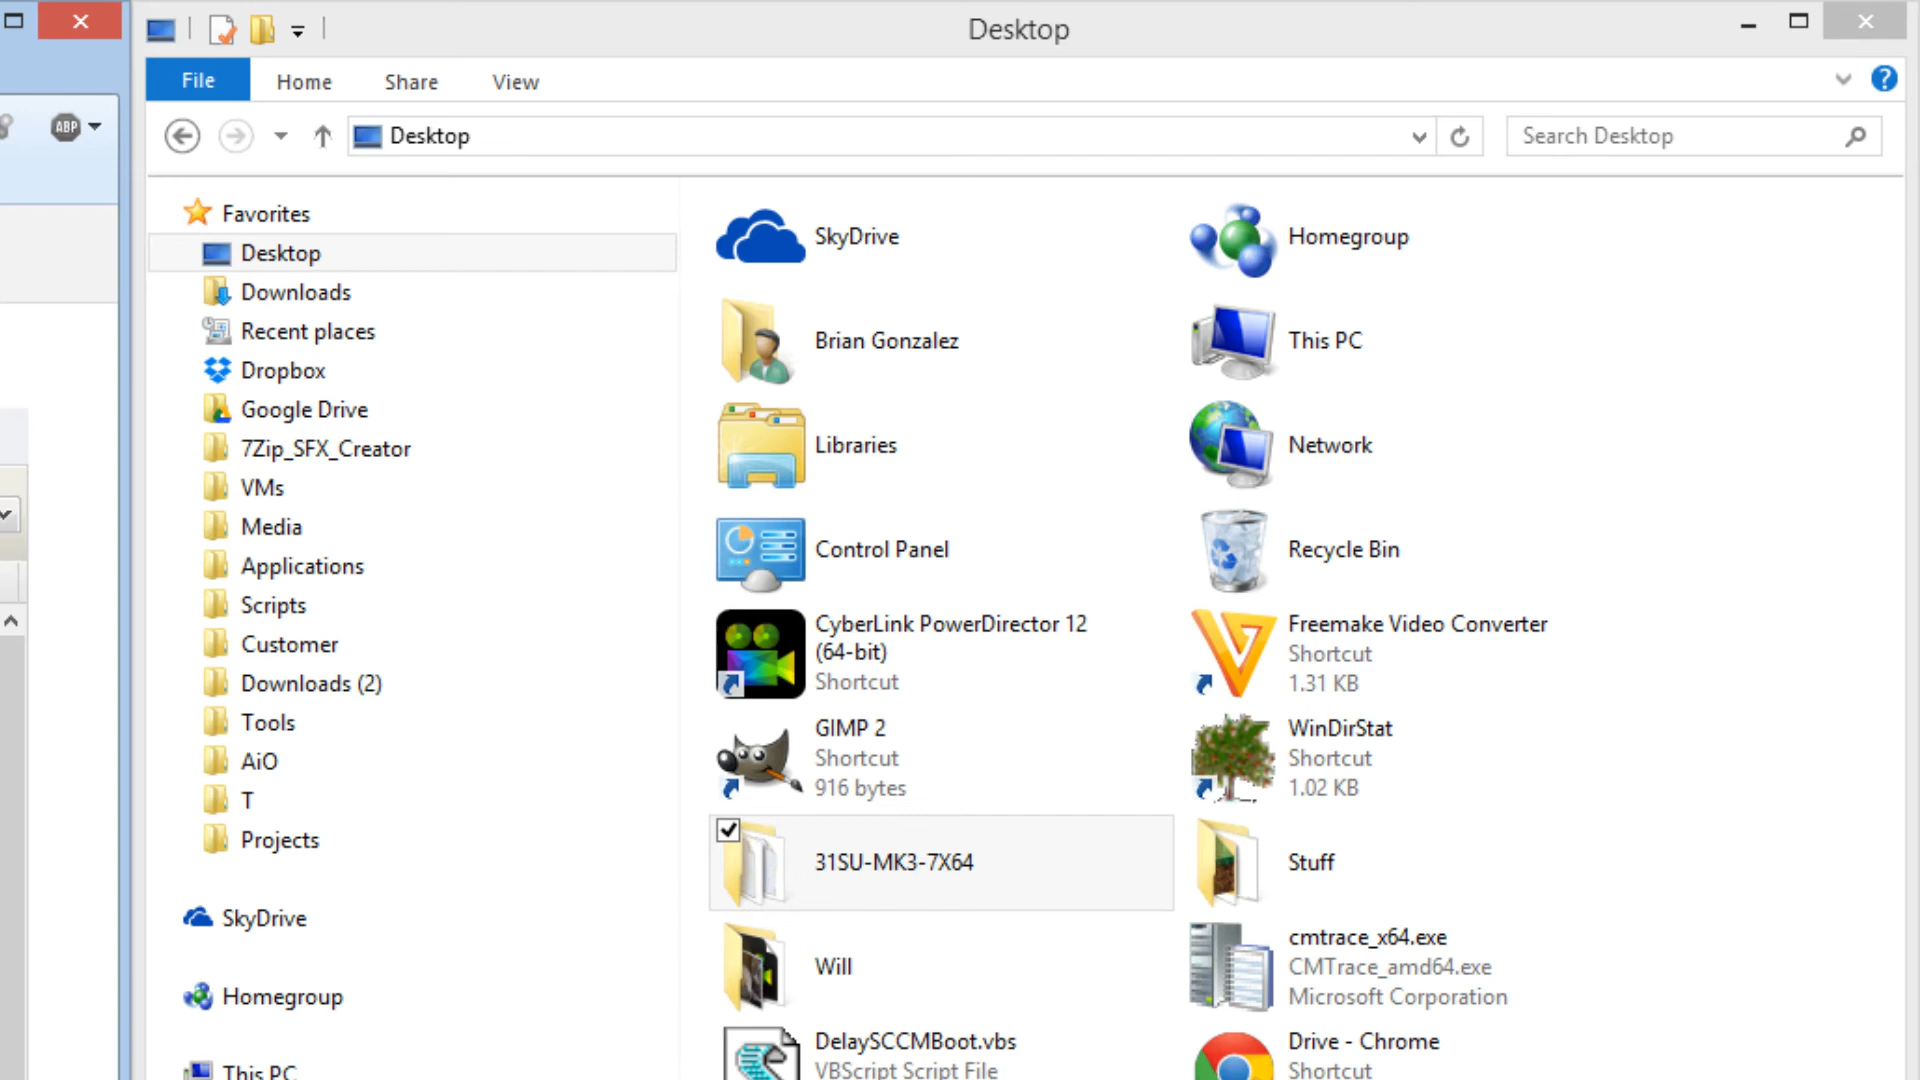 Desktop
File
Home
Share
View
?
ABP
Desktop
Search Desktop
Favorites
Desktop
Downloads
Recent places
Dropbox
Google Drive
7Zip_SFX_Creator
VMs
Media
Applications
Scripts
Customer
Downloads (2)
Tools
AiO
T
Projects
SkyDrive
Homegroup
This PC
SkyDrive
Homegroup
Brian Gonzalez
This PC
Libraries
Network
Control Panel
Recycle Bin
CyberLink PowerDirector 12
(64-bit)
Shortcut
Freemake Video Converter
Shortcut
1.31 KB
GIMP 2
Shortcut
916 bytes
WinDirStat
Shortcut
1.02 KB
31SU-MK3-7X64
Stuff
Will
cmtrace_x64.exe
CMTrace_amd64.exe
Microsoft Corporation
DelaySCCMBoot.vbs
VBScript Script File
Drive - Chrome
Shortcut